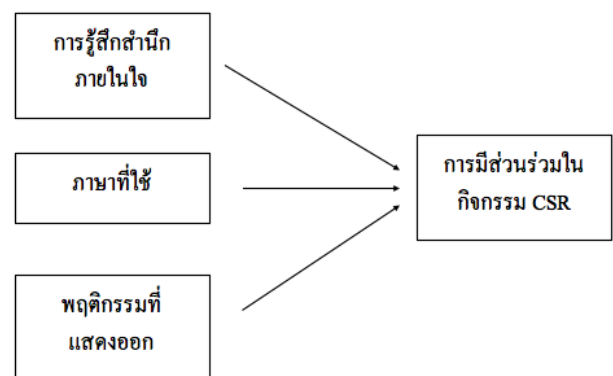 การรู้สึกสำนึก
ภายในใจ
ภาษาที่ใช้
พฤติกรรมที่
แสดงออก
การมีส่วนร่วมใน
กิจกรรม CSR